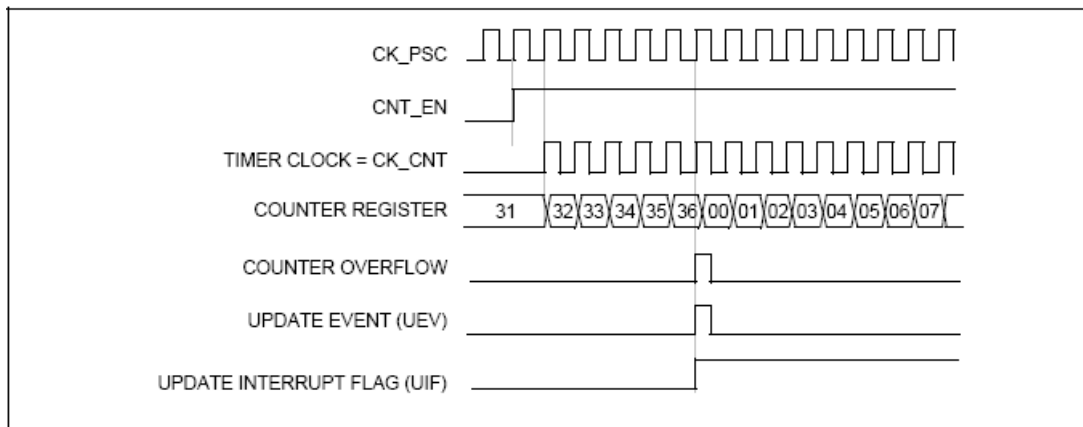 CK_PSC
CNT_EN
TIMER CLOCK = CK_CNT
COUNTER REGISTER 31 32 33 34 35 36 00 01 02 03 04 05 06 07
COUNTER OVERFLOW
UPDATE EVENT (UEV)
UPDATE INTERRUPT FLAG (UIF)